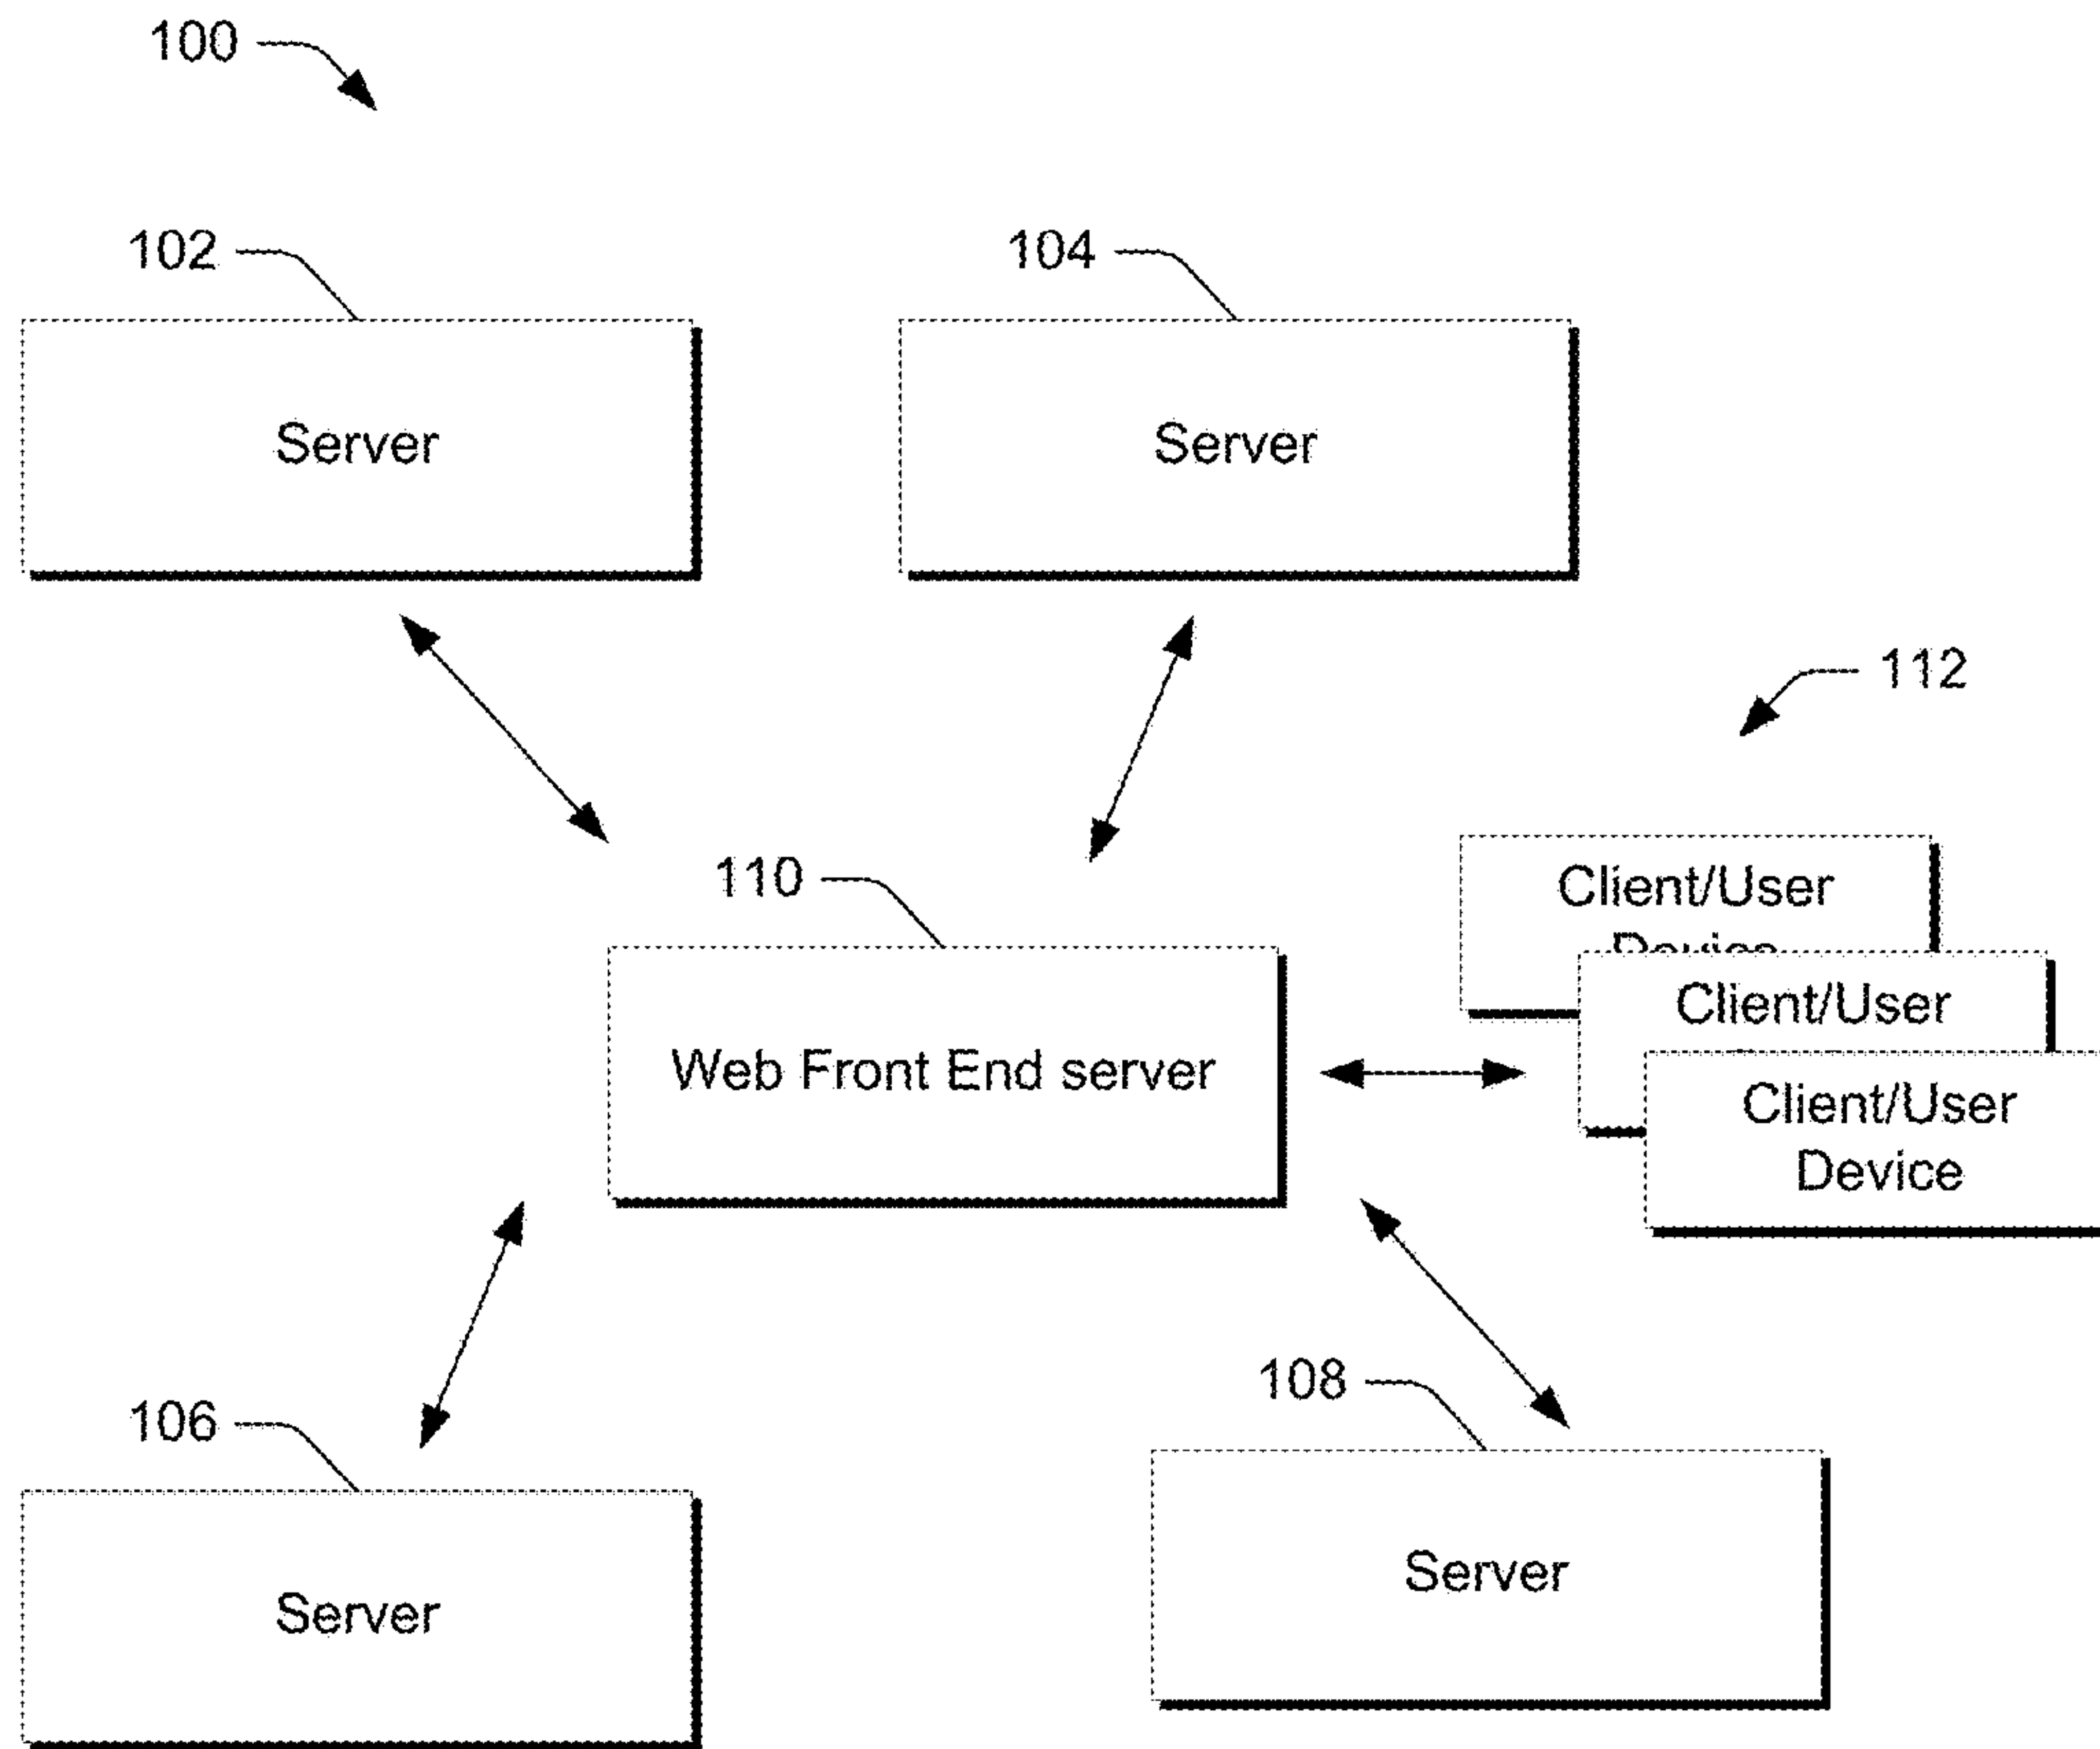 100
102
104
Server
Server
112
110
Client/User
Device
Client/User
Web Front End server
Client/User
Device
108
106
Server
Server